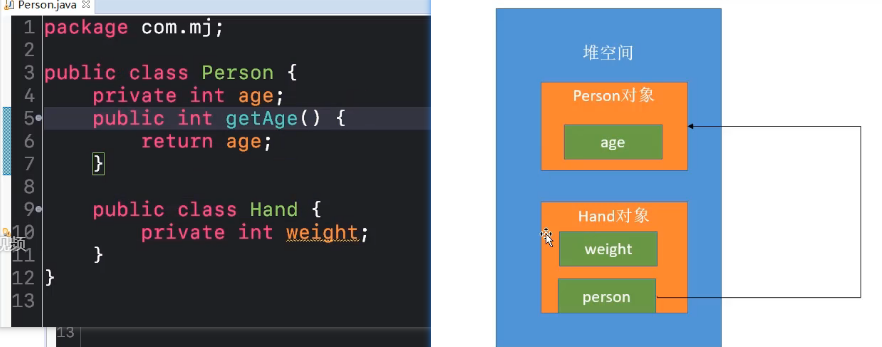 Person.java
1 package com.mj;
2
3 public class Person {
4 private int age;
5 public int getAge() {
6 return age;
7 }
8
9 public class Hand {
10 private int weight;
视频
11 }
12 }
13
13
堆空间
Person对象
age
Hand对象
weight
person